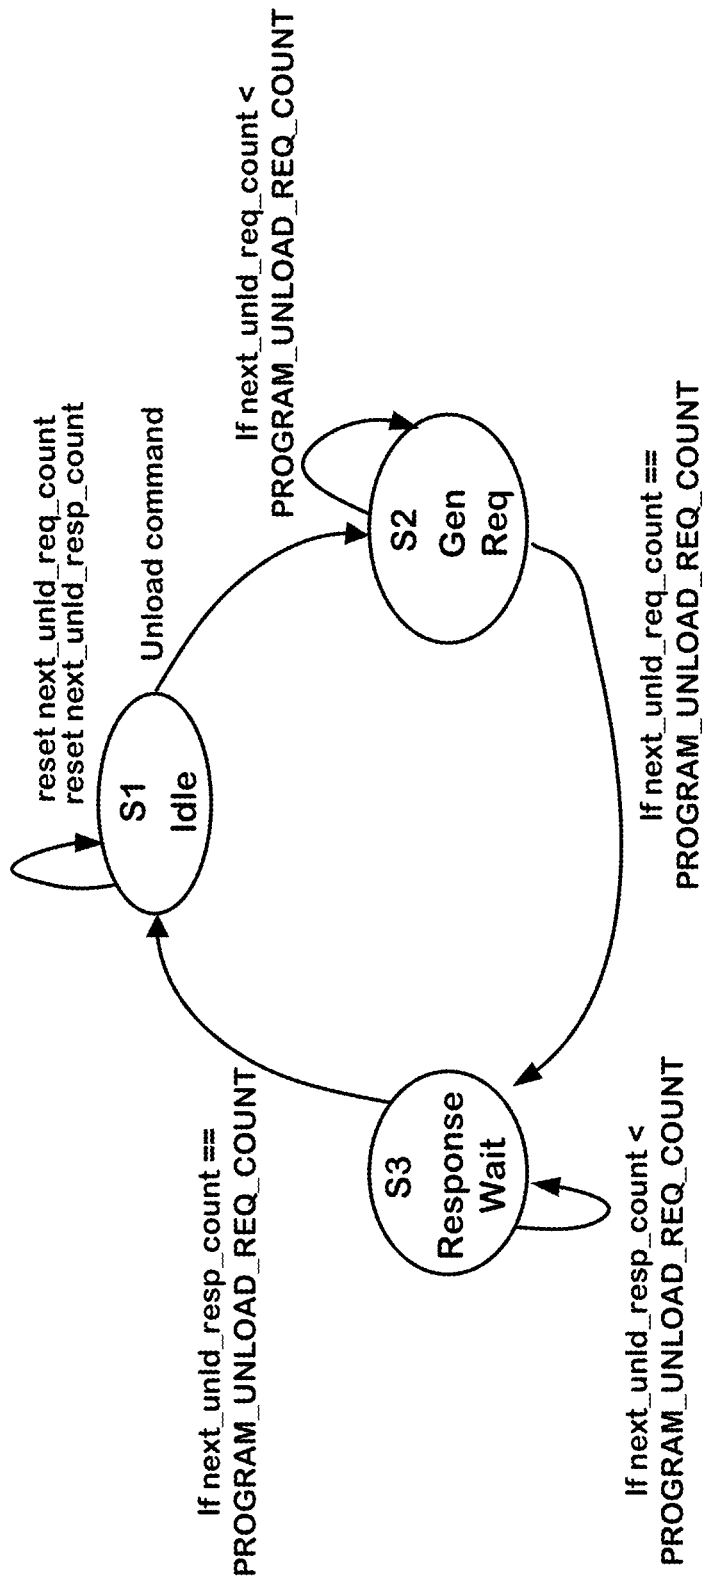 reset next_unld_req_count
reset next_unld_resp_count
S1
Idle
Unload command
If next_unld_req_count <
PROGRAM_UNLOAD_REQ_COUNT
S2
Gen
Req
If next_unld_req_count ==
PROGRAM_UNLOAD_REQ_COUNT
S3
Response
Wait
If next_unld_resp_count <
PROGRAM_UNLOAD_REQ_COUNT
If next_unld_resp_count ==
PROGRAM_UNLOAD_REQ_COUNT